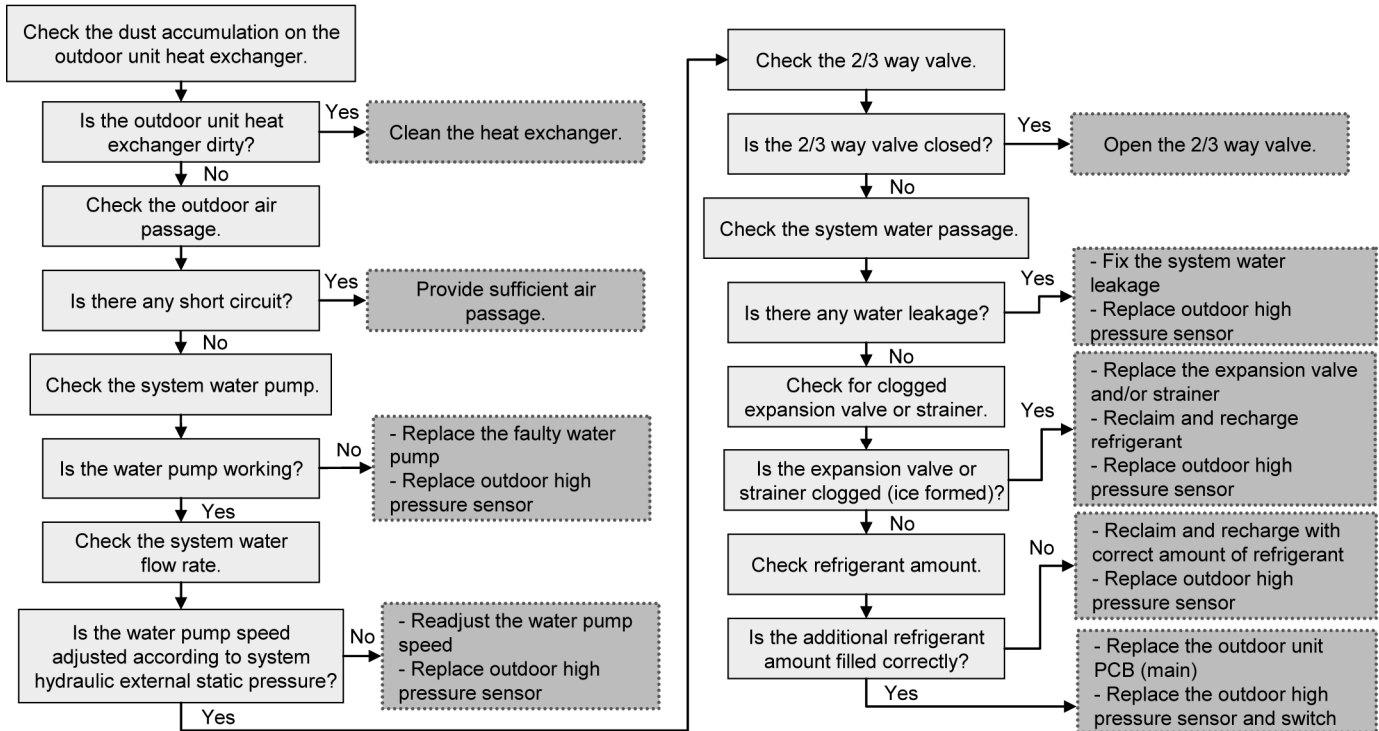 Check the dust accumulation on the
outdoor unit heat exchanger.
Is the outdoor unit heat
exchanger dirty?
Yes
Clean the heat exchanger.
No
Check the outdoor air
passage.
Is there any short circuit?
Yes
Provide sufficient air
passage.
No
Check the system water pump.
Is the water pump working?
No
- Replace the faulty water
pump
- Replace outdoor high
pressure sensor
Yes
Check the system water
flow rate.
Is the water pump speed
adjusted according to system
hydraulic external static pressure?
No
- Readjust the water pump
speed
- Replace outdoor high
pressure sensor
Yes
Check the 2/3 way valve.
Is the 2/3 way valve closed?
Yes
Open the 2/3 way valve.
No
Check the system water passage.
Is there any water leakage?
Yes
- Fix the system water
leakage
- Replace outdoor high
pressure sensor
No
Check for clogged
expansion valve or strainer.
Is the expansion valve or
strainer clogged (ice formed)?
Yes
- Replace the expansion valve
and/or strainer
- Reclaim and recharge
refrigerant
- Replace outdoor high
pressure sensor
No
Check refrigerant amount.
Is the additional refrigerant
amount filled correctly?
No
- Reclaim and recharge with
correct amount of refrigerant
- Replace outdoor high
pressure sensor
Yes
- Replace the outdoor unit
PCB (main)
- Replace the outdoor high
pressure sensor and switch